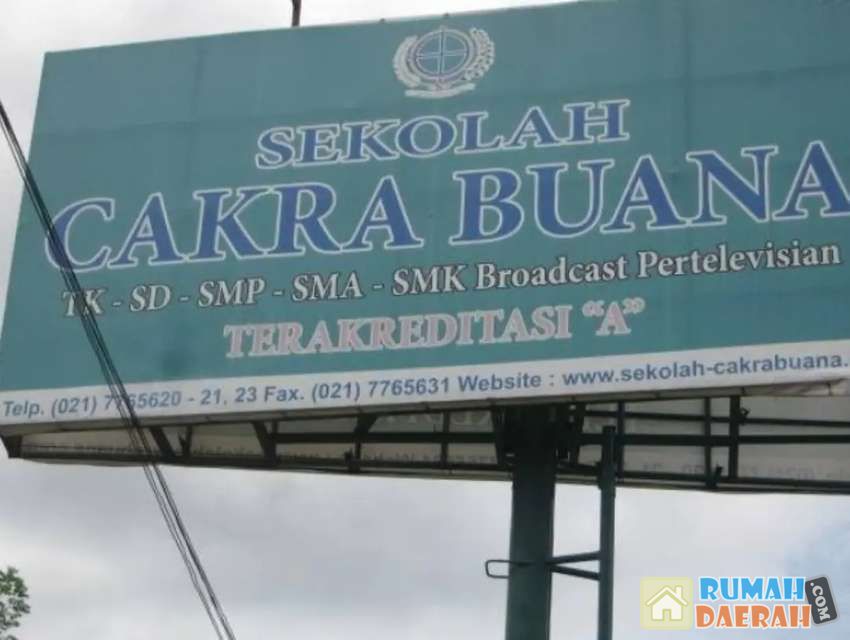 SEKOLAH
CAKRA BUANA
TK - SD - SMP - SMA - SMK Broadcast Pertelevisian
TERAKREDITASI "A"
Telp. (021) 7765620 - 21, 23 Fax. (021) 7765631 Website : www.sekolah-cakrabuana.
RUMAH
DAERAH.COM